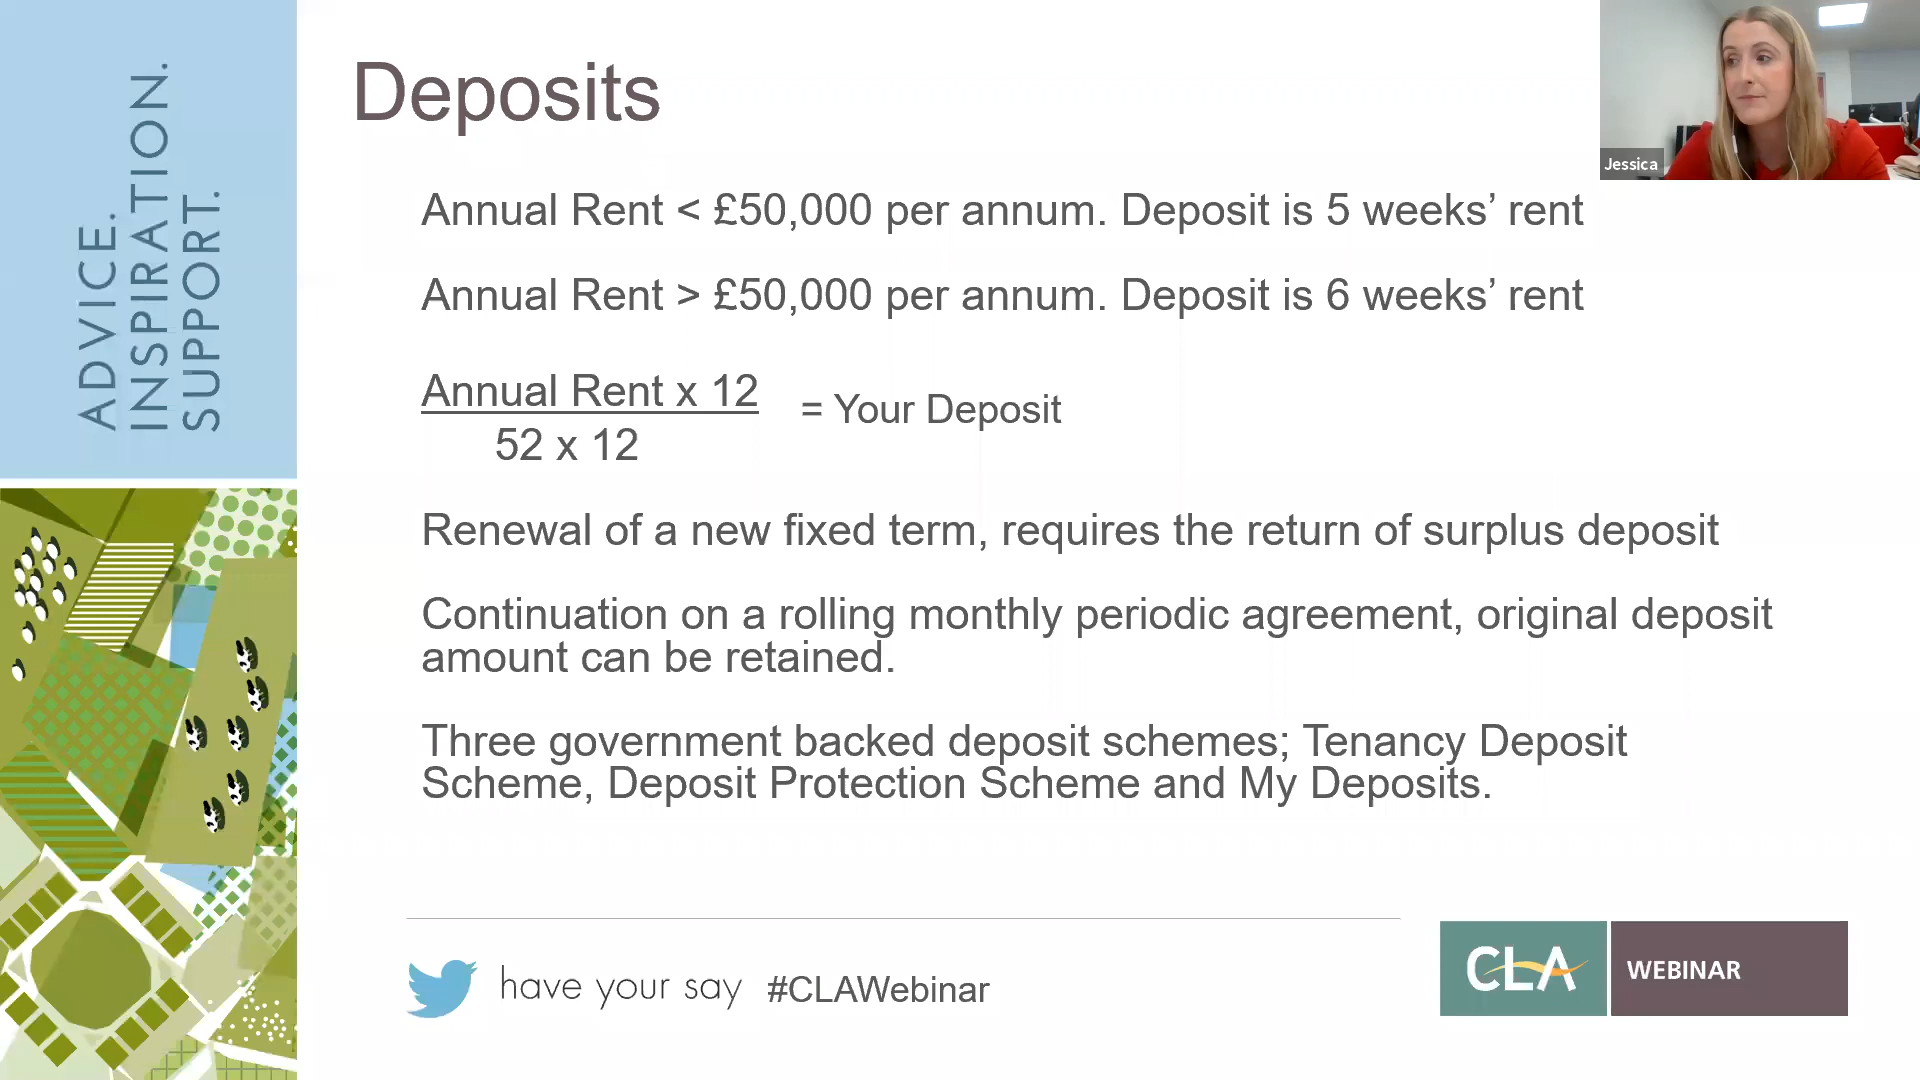 ADVICE.
INSPIRATION.
SUPPORT.
Deposits
Jessica
Annual Rent < £50,000 per annum. Deposit is 5 weeks’ rent
Annual Rent > £50,000 per annum. Deposit is 6 weeks’ rent
Annual Rent x 12
= Your Deposit
52 x 12
Renewal of a new fixed term, requires the return of surplus deposit
Continuation on a rolling monthly periodic agreement, original deposit
amount can be retained.
Three government backed deposit schemes; Tenancy Deposit
Scheme, Deposit Protection Scheme and My Deposits.
have your say #CLAWebinar
CLA WEBINAR